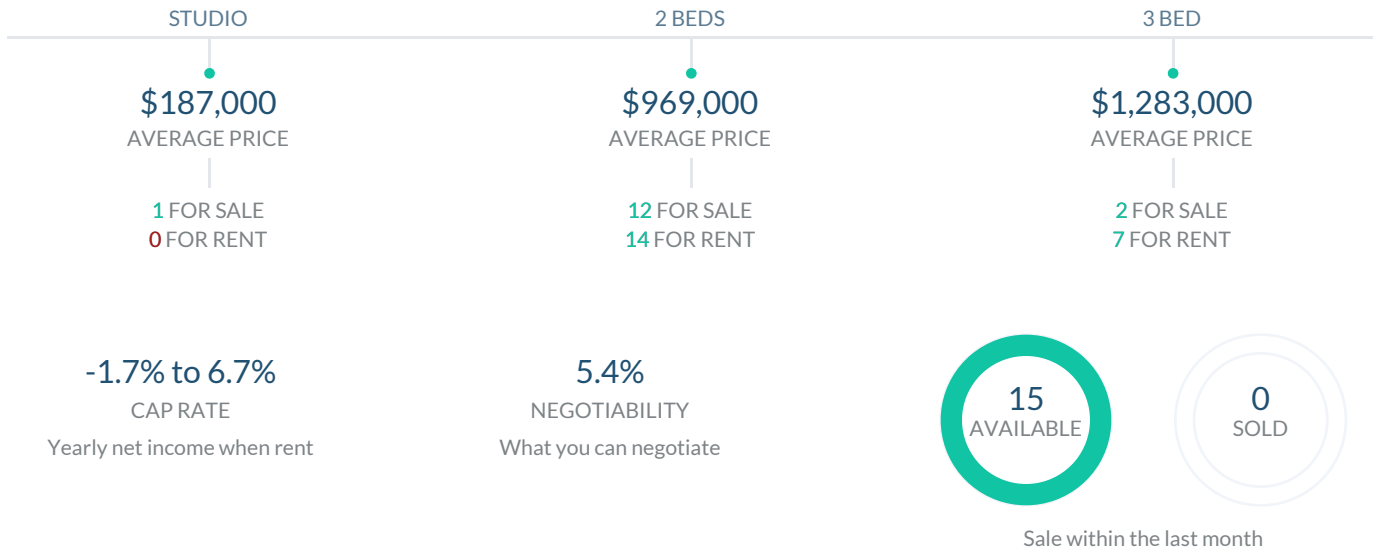 STUDIO
2 BEDS
3 BED
$187,000
AVERAGE PRICE
1 FOR SALE
0 FOR RENT
$969,000
AVERAGE PRICE
12 FOR SALE
14 FOR RENT
$1,283,000
AVERAGE PRICE
2 FOR SALE
7 FOR RENT
-1.7% to 6.7%
CAP RATE
Yearly net income when rent
5.4%
NEGOTIABILITY
What you can negotiate
15
AVAILABLE
0
SOLD
Sale within the last month